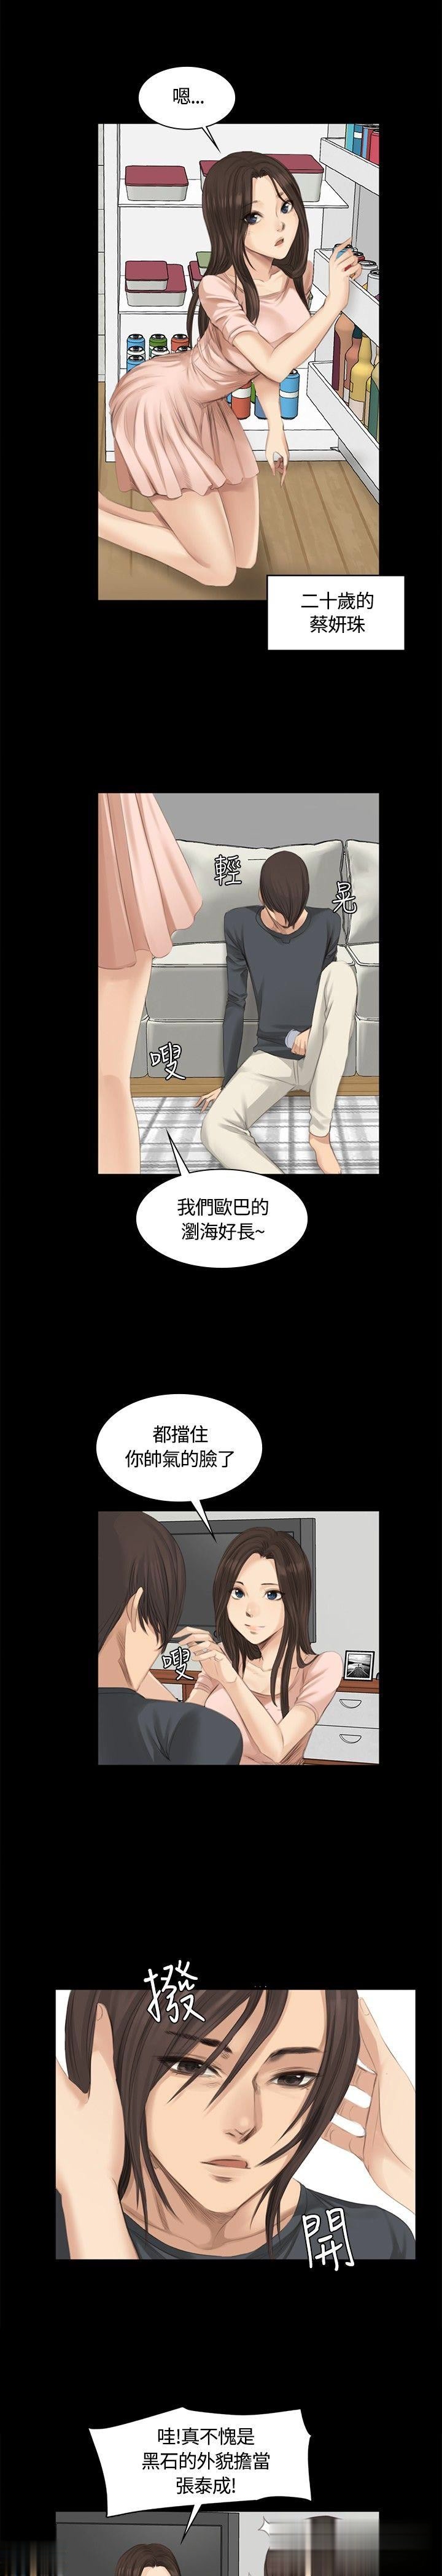 嗯...
二十歲的
蔡妍珠
輕
晃
嗖
我們歐巴的
瀏海好長~
都擋住
你帥氣的臉了
嗖
撥
開
哇!真不愧是
黑石的外貌擔當
張泰成!